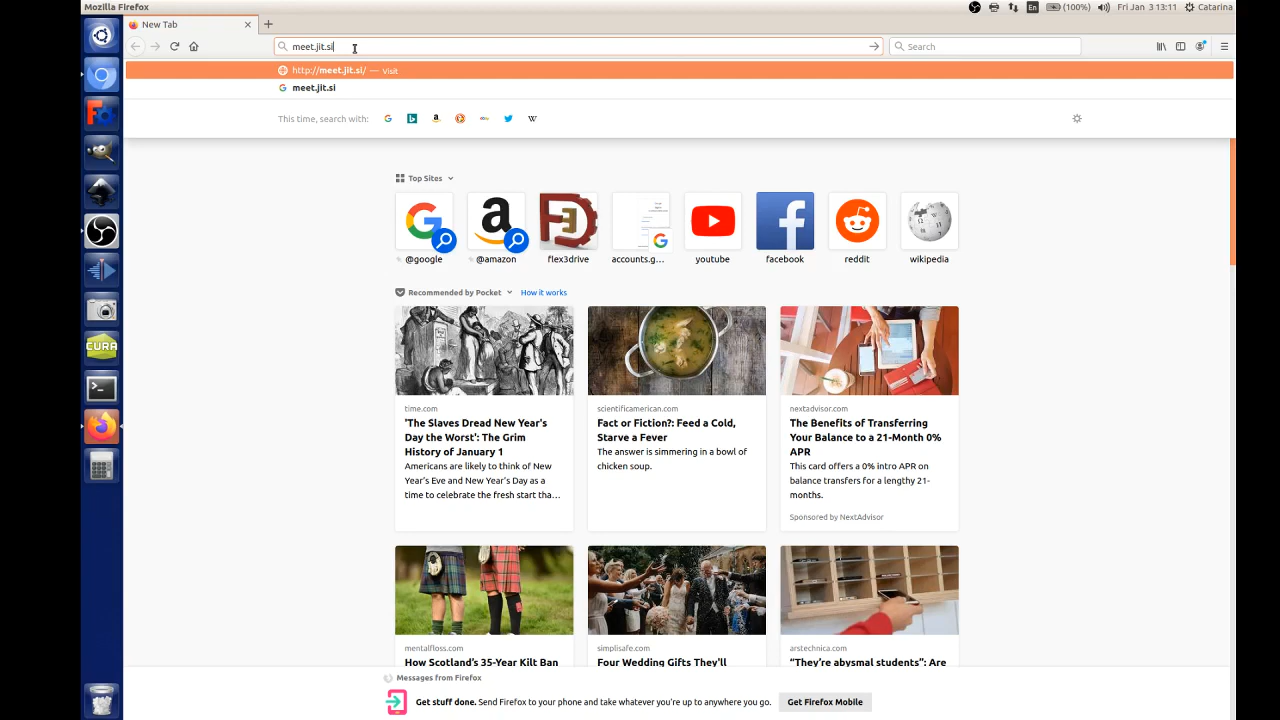 Mozilla Firefox
En (100%) Fri Jan 3 13:11 Catarina
New Tab
meet.jit.si
Search
http://meet.jit.si/ — Visit
meet.jit.si
This time, search with:
Top Sites
@google @amazon flex3drive accounts.g... youtube facebook reddit wikipedia
Recommended by Pocket How it works
time.com
'The Slaves Dread New Year's
Day the Worst': The Grim
History of January 1
Americans are likely to think of New
Year's Eve and New Year's Day as a
time to celebrate the fresh start tha...
scientificamerican.com
Fact or Fiction?: Feed a Cold,
Starve a Fever
The answer is simmering in a bowl of
chicken soup.
nextadvisor.com
The Benefits of Transferring
Your Balance to a 21-Month 0%
APR
This card offers a 0% intro APR on
balance transfers for a lengthy 21-
months.
Sponsored by NextAdvisor
CURA
mentalfloss.com
How Scotland's 35-Year Kilt Ban
simplisafe.com
Four Wedding Gifts They'll
arstechnica.com
“They're abysmal students”: Are
Messages from Firefox
Get stuff done. Send Firefox to your phone and take whatever you're up to anywhere you go.
Get Firefox Mobile